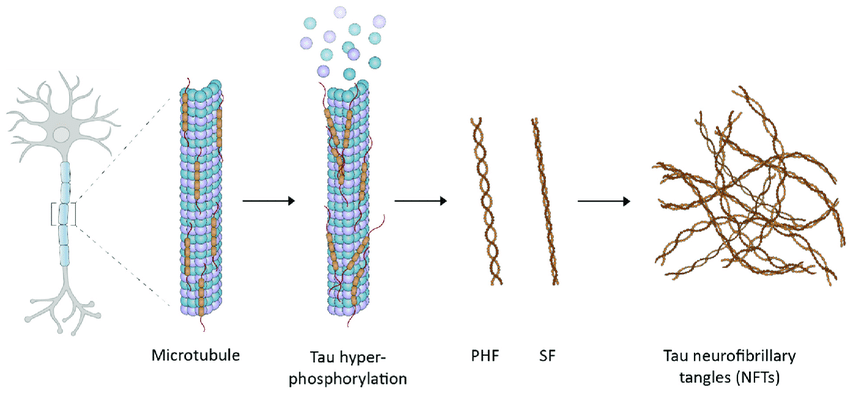 Microtubule
Tau hyper-
phosphorylation
PHF
SF
Tau neurofibrillary
tangles (NFTs)